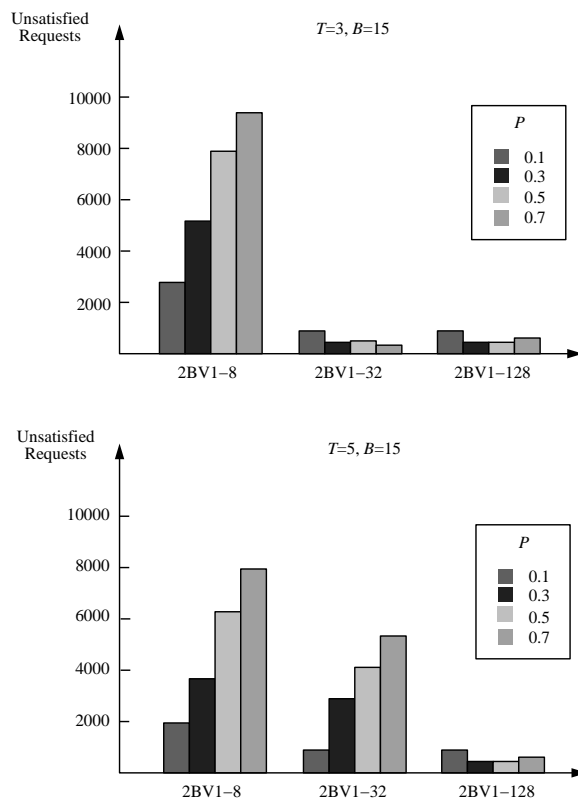 Unsatisfied
Requests
T=3, B=15
10000
8000
6000
4000
2000
P
0.1
0.3
0.5
0.7
2BV1−8
2BV1−32
2BV1−128
Unsatisfied
Requests
T=5, B=15
10000
8000
6000
4000
2000
P
0.1
0.3
0.5
0.7
2BV1−8
2BV1−32
2BV1−128